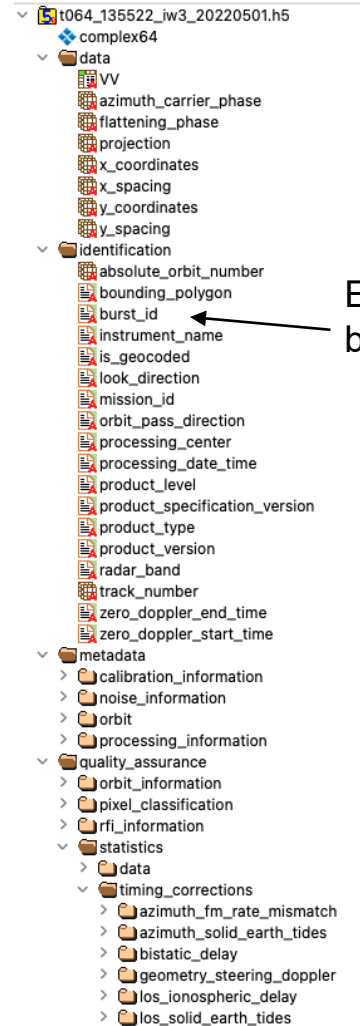 t064_135522_iw3_20220501.h5
complex64
data
VV
azimuth_carrier_phase
flattening_phase
projection
x_coordinates
x_spacing
y_coordinates
y_spacing
identification
absolute_orbit_number
bounding_polygon
burst_id
instrument_name
is_geocoded
look_direction
mission_id
orbit_pass_direction
processing_center
processing_date_time
product_level
product_specification_version
product_type
product_version
radar_band
track_number
zero_doppler_end_time
zero_doppler_start_time
metadata
calibration_information
noise_information
orbit
processing_information
quality_assurance
orbit_information
pixel_classification
rfi_information
statistics
data
timing_corrections
azimuth_fm_rate_mismatch
azimuth_solid_earth_tides
bistatic_delay
geometry_steering_doppler
los_ionospheric_delay
los_solid_earth_tides